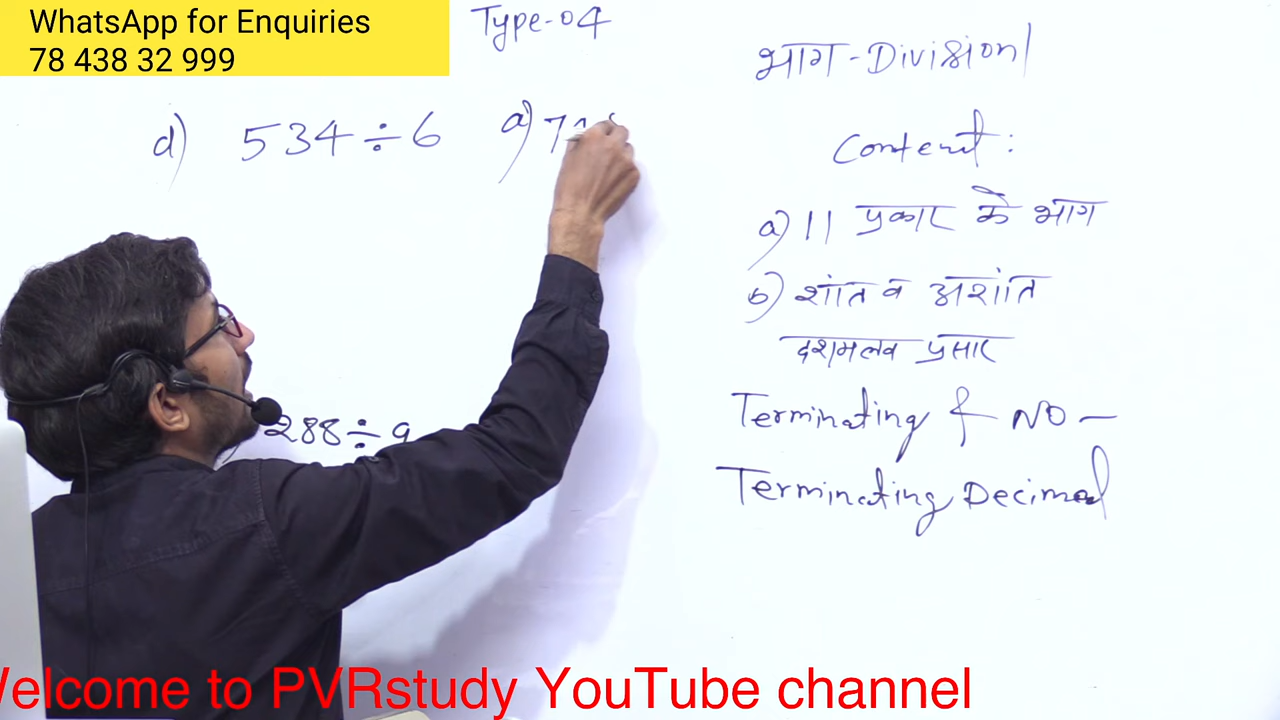 WhatsApp for Enquiries
78 438 32 999
Type-04
d) 534 ÷ 6
a)
288 ÷ 9
भाग - Division
Content :
a) 11 प्रकार के भाग
b) शांत व अशांत
दशमलव प्रसार
Terminating & NO -
Terminating Decimal
Welcome to PVRstudy YouTube channel